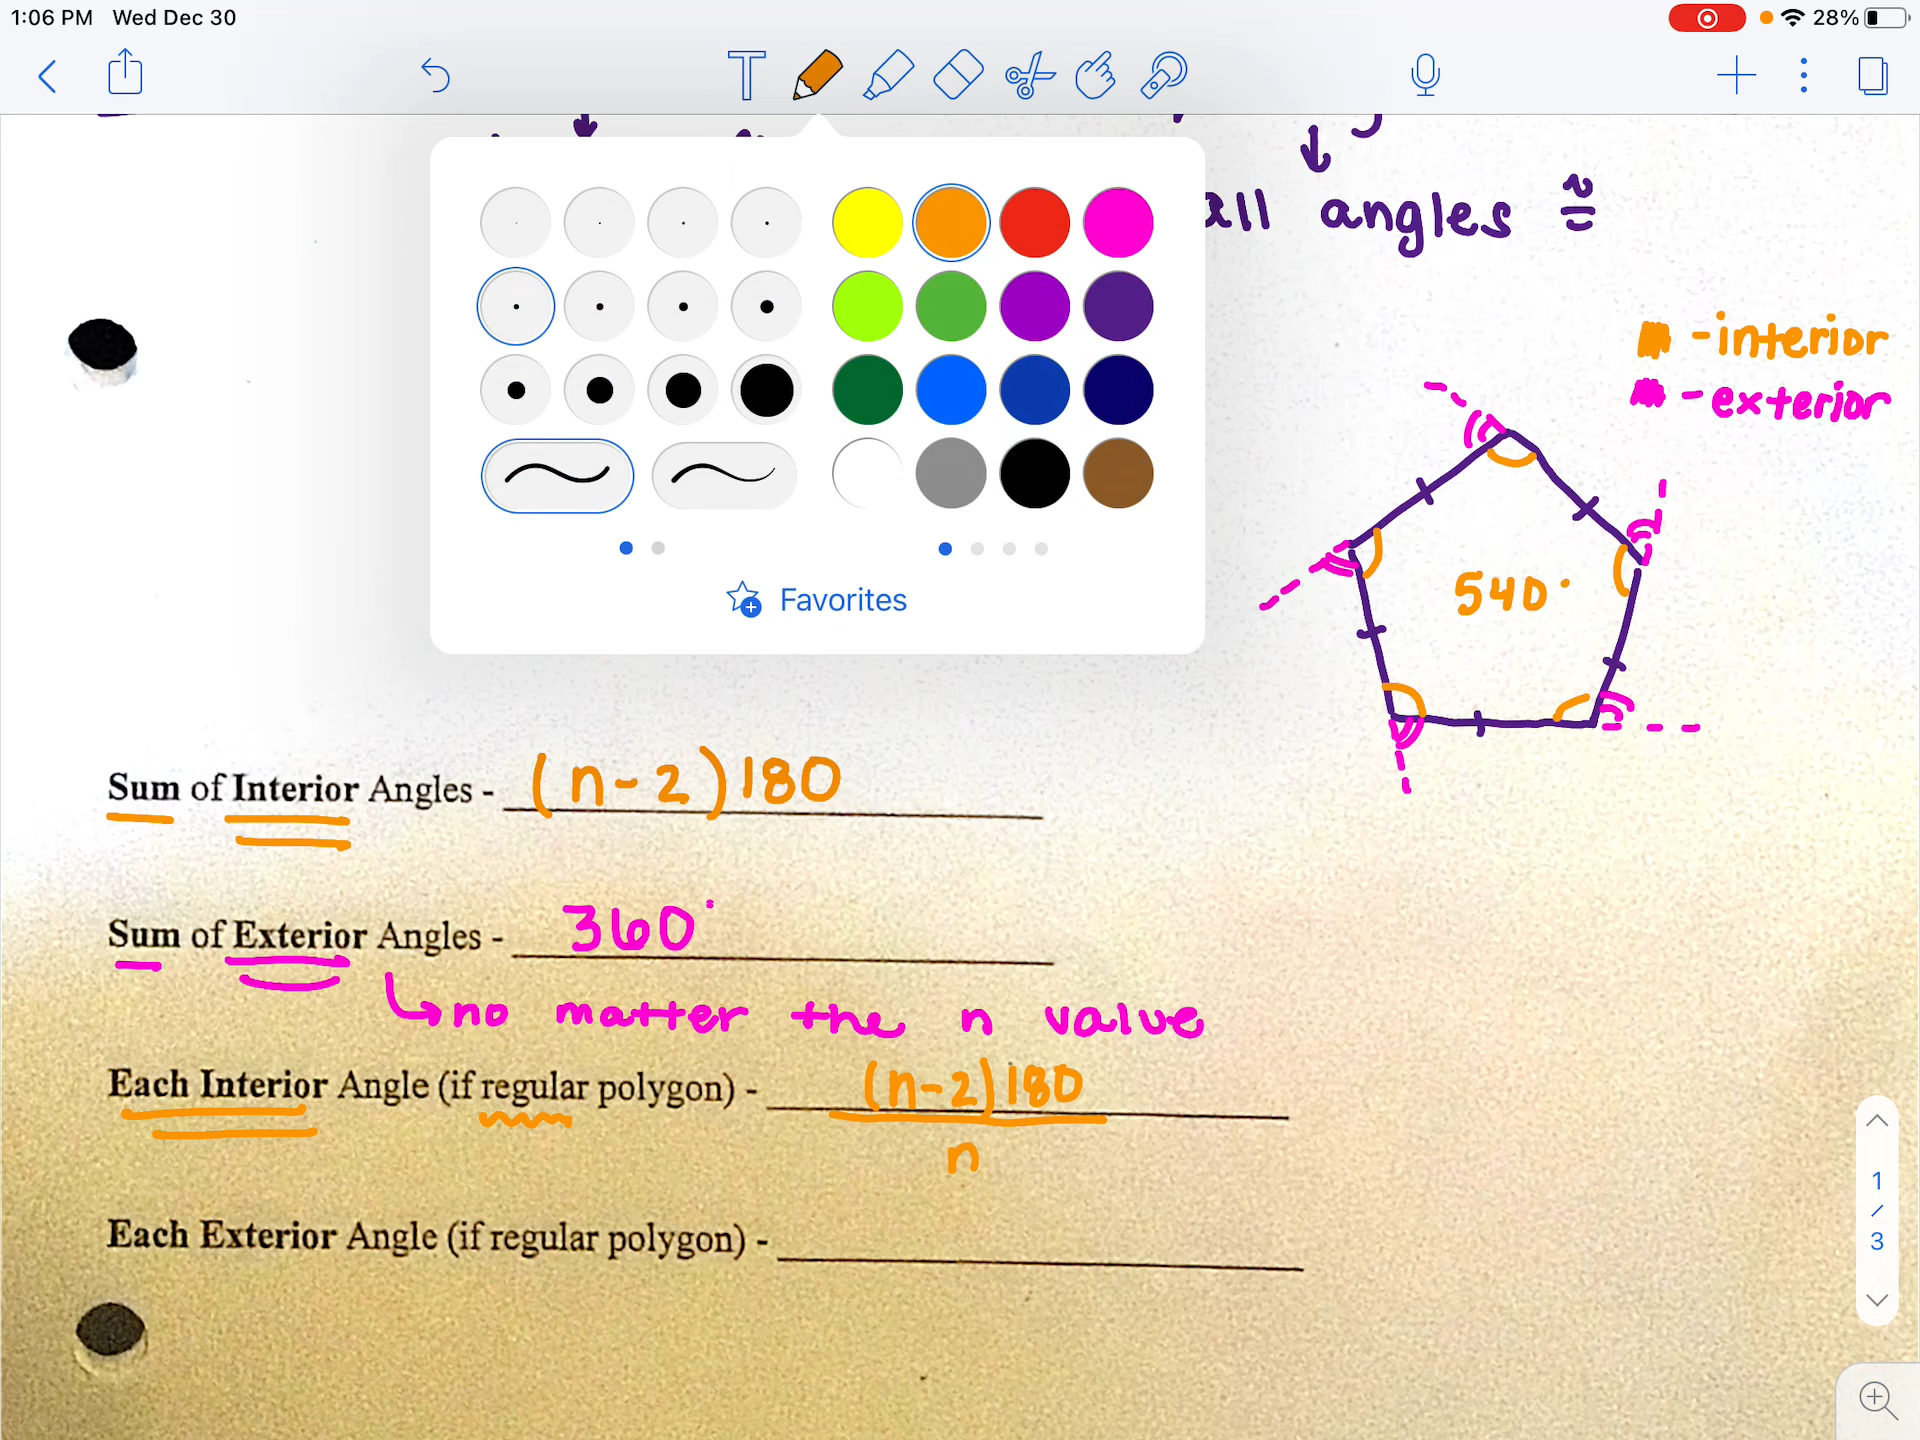 1:06 PM Wed Dec 30
28%
T
all angles ≅
- interior
- exterior
Favorites
540°
Sum of Interior Angles - (n-2)180
Sum of Exterior Angles - 360°
↳no matter the n value
Each Interior Angle (if regular polygon) - (n-2)180
n
Each Exterior Angle (if regular polygon) -
1
/
3